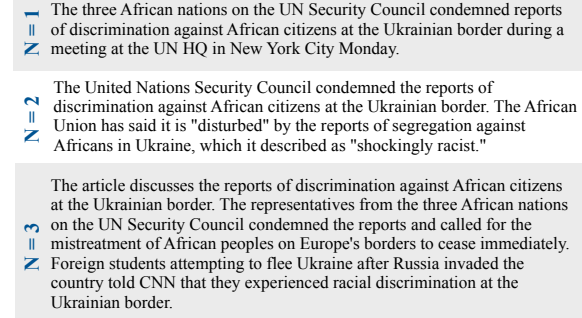 N = 1
The three African nations on the UN Security Council condemned reports
of discrimination against African citizens at the Ukrainian border during a
meeting at the UN HQ in New York City Monday.
N = 2
The United Nations Security Council condemned the reports of
discrimination against African citizens at the Ukrainian border. The African
Union has said it is "disturbed" by the reports of segregation against
Africans in Ukraine, which it described as "shockingly racist."
N = 3
The article discusses the reports of discrimination against African citizens
at the Ukrainian border. The representatives from the three African nations
on the UN Security Council condemned the reports and called for the
mistreatment of African peoples on Europe's borders to cease immediately.
Foreign students attempting to flee Ukraine after Russia invaded the
country told CNN that they experienced racial discrimination at the
Ukrainian border.